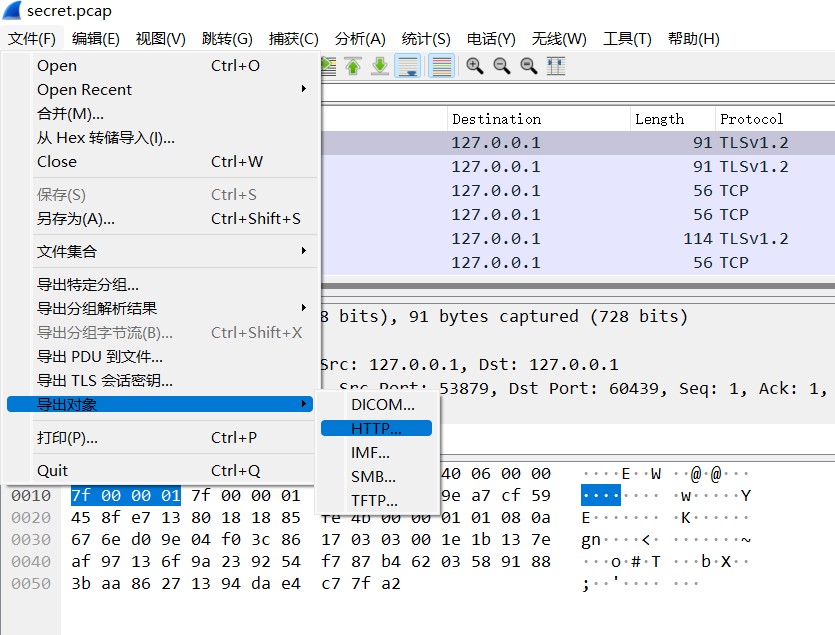 secret.pcap
文件(F) 编辑(E) 视图(V) 跳转(G) 捕获(C) 分析(A) 统计(S) 电话(Y) 无线(W) 工具(T) 帮助(H)
Open Ctrl+O
Open Recent
合并(M)...
从 Hex 转储导入(I)...
Close Ctrl+W
保存(S) Ctrl+S
另存为(A)... Ctrl+Shift+S
文件集合
导出特定分组...
导出分组解析结果
导出分组字节流(B)... Ctrl+Shift+X
导出 PDU 到文件...
导出 TLS 会话密钥...
导出对象
打印(P)... Ctrl+P
Quit Ctrl+Q
DICOM...
HTTP...
IMF...
SMB...
TFTP...
Destination Length Protocol
127.0.0.1 91 TLSv1.2
127.0.0.1 91 TLSv1.2
127.0.0.1 56 TCP
127.0.0.1 56 TCP
127.0.0.1 114 TLSv1.2
127.0.0.1 56 TCP
8 bits), 91 bytes captured (728 bits)
Src: 127.0.0.1, Dst: 127.0.0.1
Src Port: 53879, Dst Port: 60439, Seq: 1, Ack: 1,
40 06 00 00 ····E··W ··@·@···
0010 7f 00 00 01 7f 00 00 01 9e a7 cf 59 ········ ·w·····Y
0020 45 8f e7 13 80 18 18 85 fe 4b 00 00 01 01 08 0a E······· ·K······
0030 67 6e d0 9e 04 f0 3c 86 17 03 03 00 1e 1b 13 7e gn····<· ·······~
0040 af 97 13 6f 9a 23 92 54 f7 87 b4 62 03 58 91 88 ···o·#·T ···b·X··
0050 3b aa 86 27 13 94 da e4 c7 7f a2 ;··'···· ···